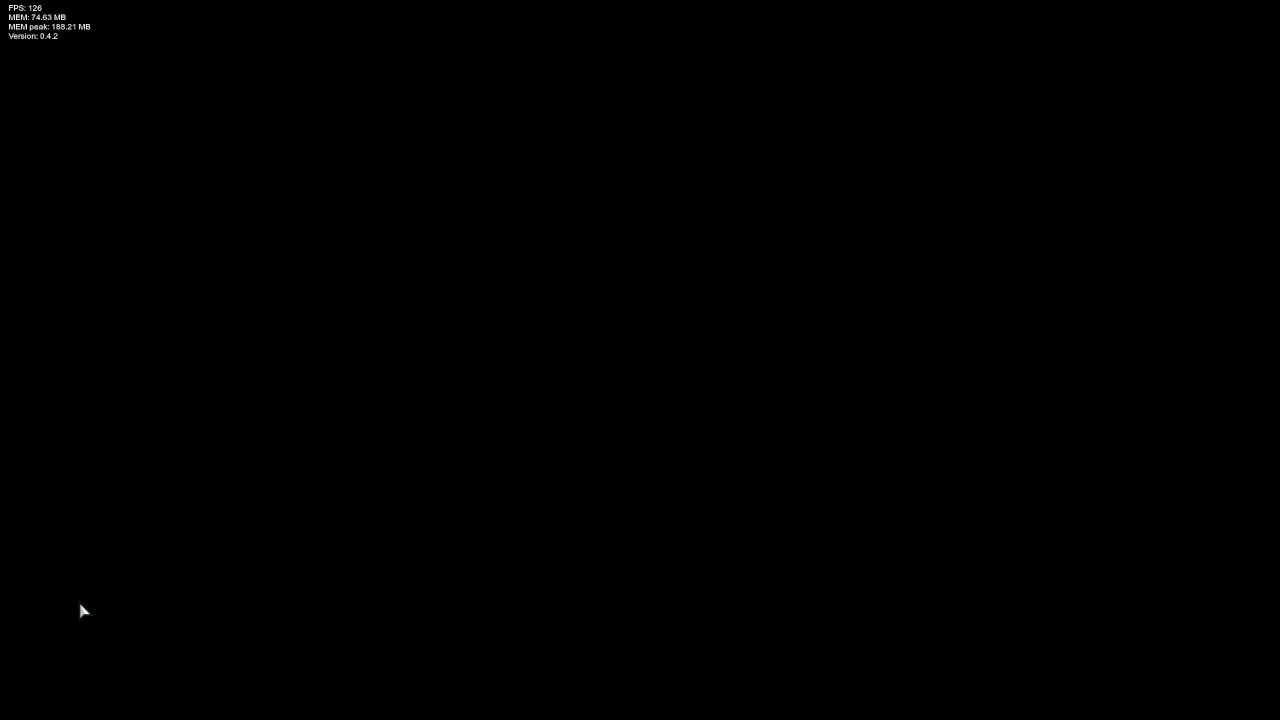 FPS: 126
MEM: 74.63 MB
MEM peak: 188.21 MB
Version: 0.4.2